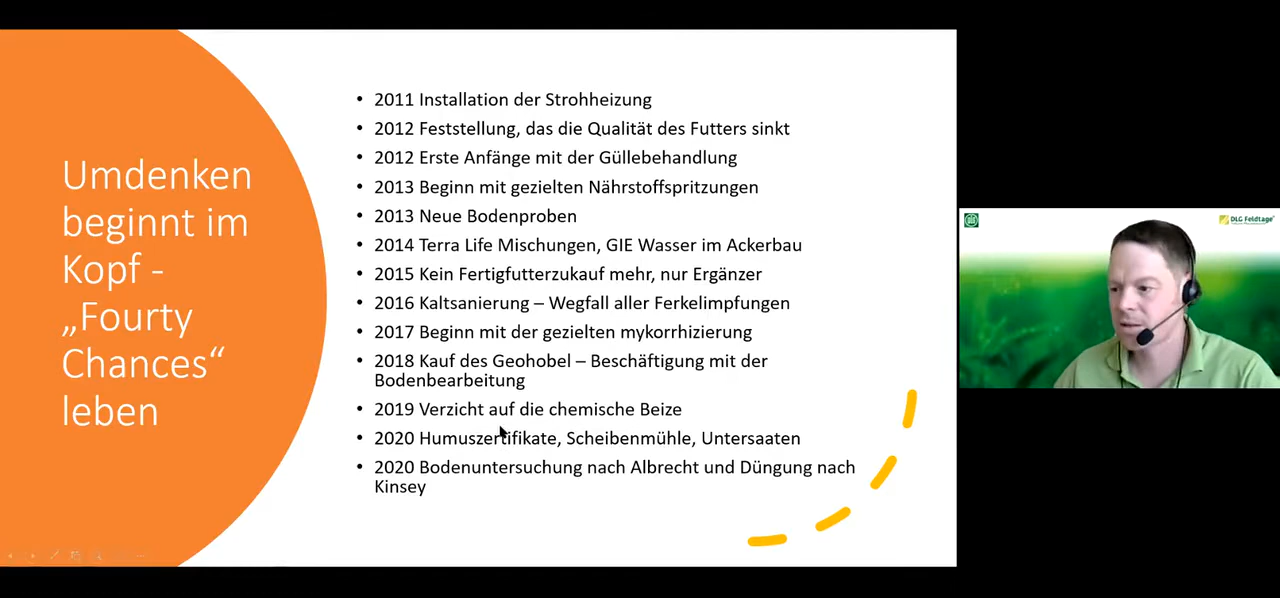 Umdenken
beginnt im
Kopf -
„Fourty
Chances“
leben
• 2011 Installation der Strohheizung
• 2012 Feststellung, das die Qualität des Futters sinkt
• 2012 Erste Anfänge mit der Güllebehandlung
• 2013 Beginn mit gezielten Nährstoffspritzungen
• 2013 Neue Bodenproben
• 2014 Terra Life Mischungen, GIE Wasser im Ackerbau
• 2015 Kein Fertigfutterzukauf mehr, nur Ergänzer
• 2016 Kaltsanierung – Wegfall aller Ferkelimpfungen
• 2017 Beginn mit der gezielten mykorrhizierung
• 2018 Kauf des Geohobel – Beschäftigung mit der
Bodenbearbeitung
• 2019 Verzicht auf die chemische Beize
• 2020 Humuszertifikate, Scheibenmühle, Untersaaten
• 2020 Bodenuntersuchung nach Albrecht und Düngung nach
Kinsey
DLG Feldtage